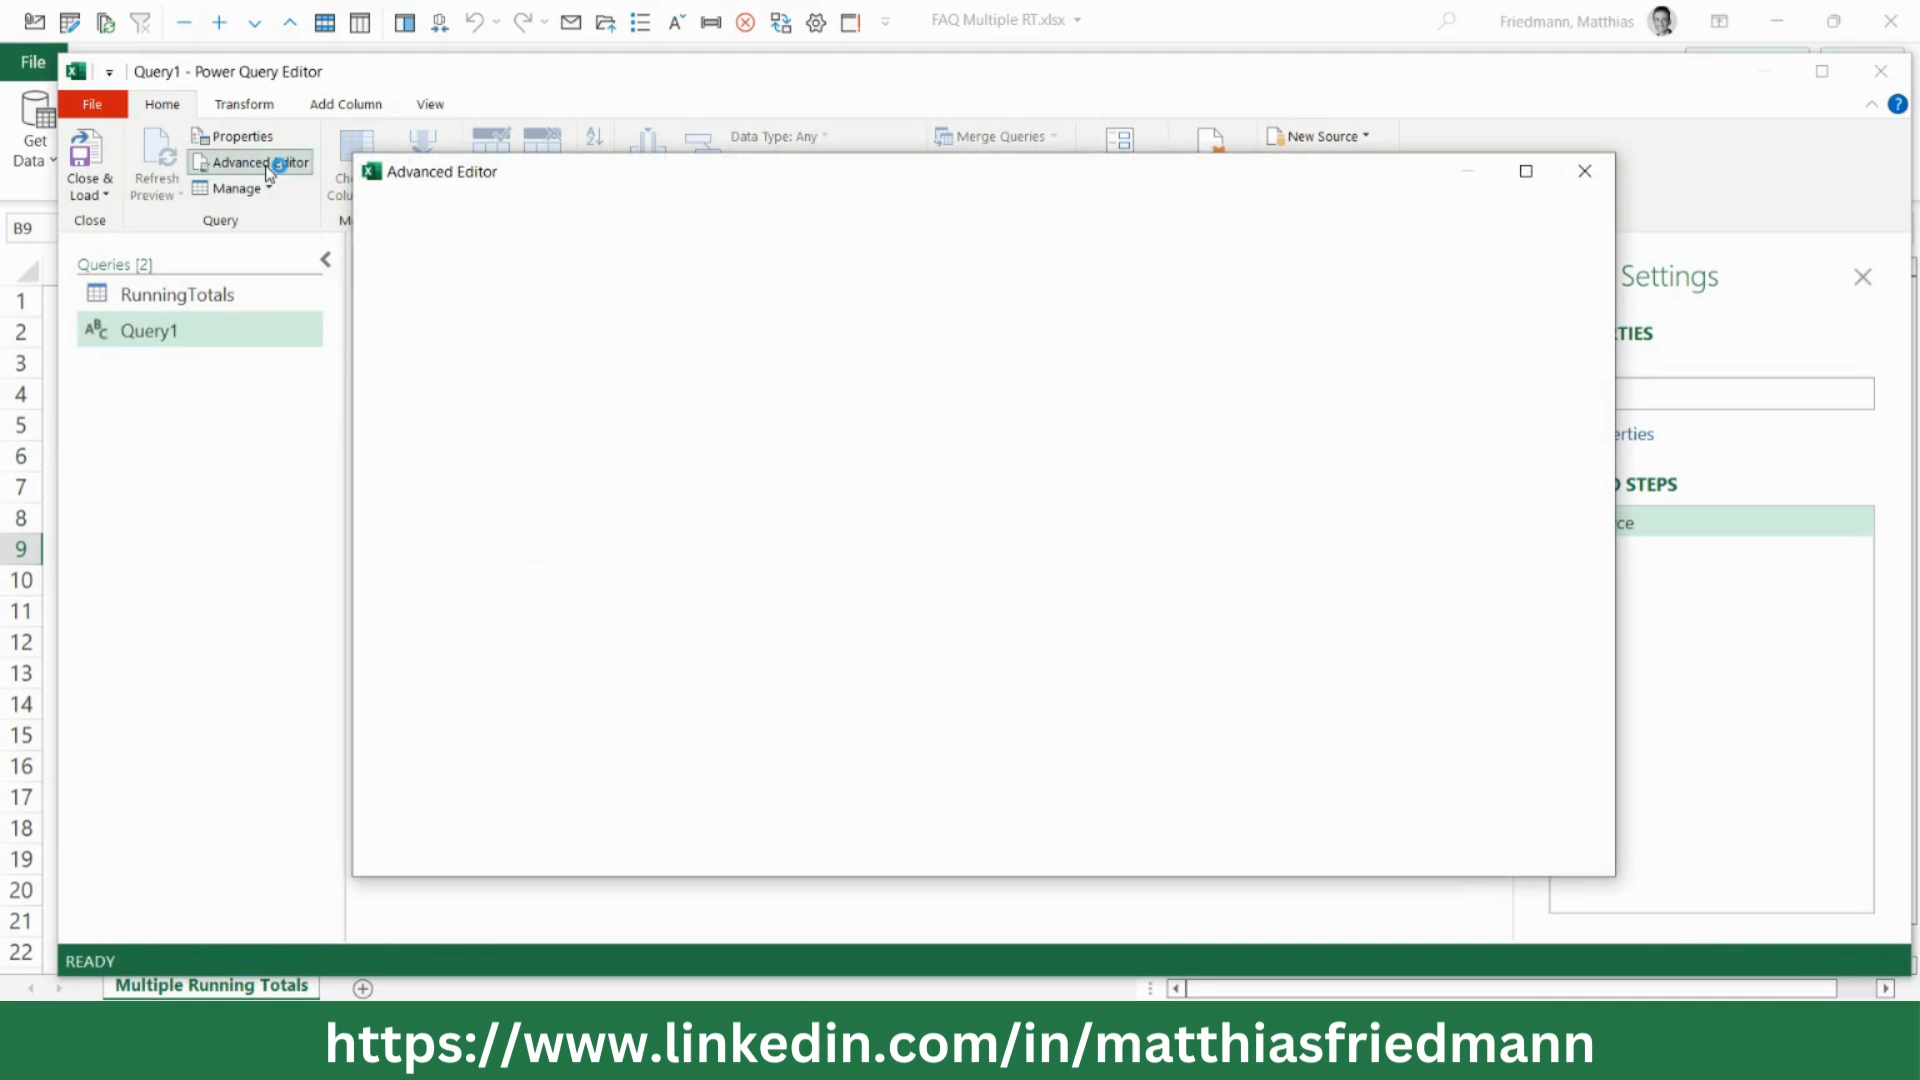 FAQ Multiple RT.xlsx
Friedmann, Matthias
File
Query1 - Power Query Editor
File
Home
Transform
Add Column
View
Get
Data
Close &
Load
Close
Refresh
Preview
Properties
Advanced Editor
Manage
Query
Data Type: Any
Merge Queries
New Source
Advanced Editor
B9
Queries [2]
RunningTotals
Query1
Settings
TIES
erties
STEPS
ce
1
2
3
4
5
6
7
8
9
10
11
12
13
14
15
16
17
18
19
20
21
22
READY
Multiple Running Totals
https://www.linkedin.com/in/matthiasfriedmann